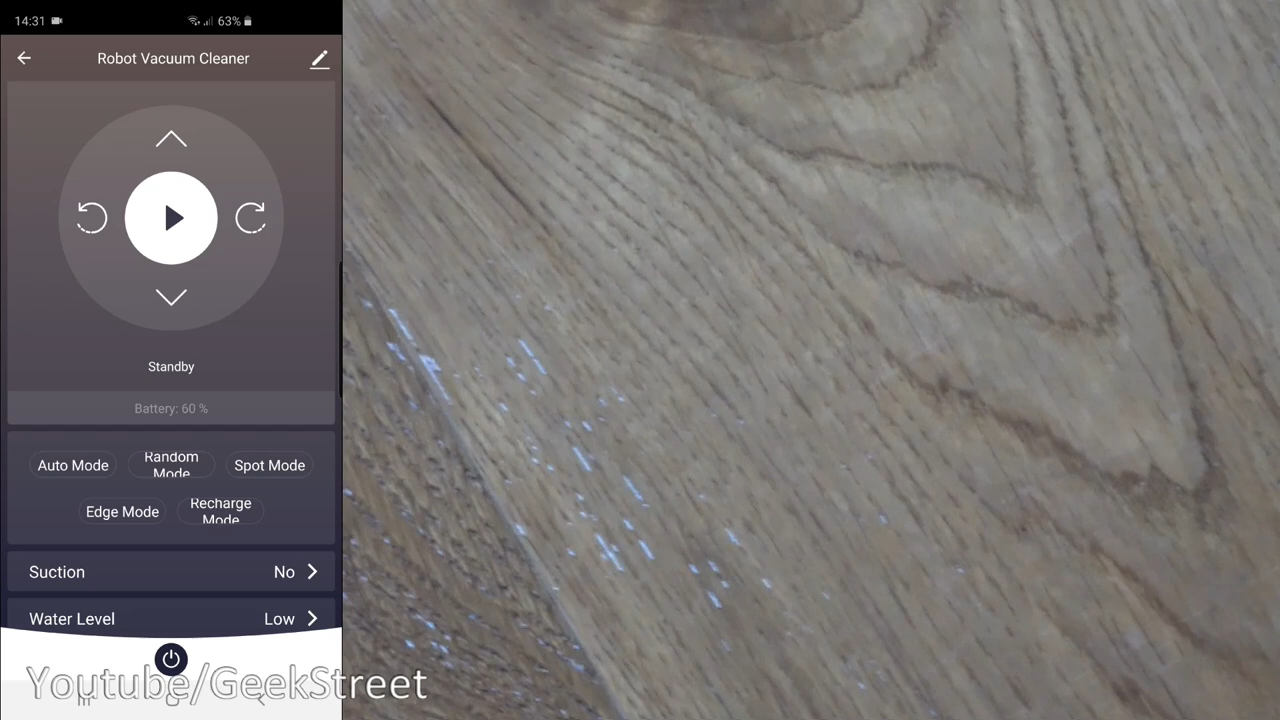 14:31 63%
Robot Vacuum Cleaner
Standby
Battery: 60 %
Auto Mode
Random Mode
Spot Mode
Edge Mode
Recharge Mode
Suction No
Water Level Low
Youtube/GeekStreet